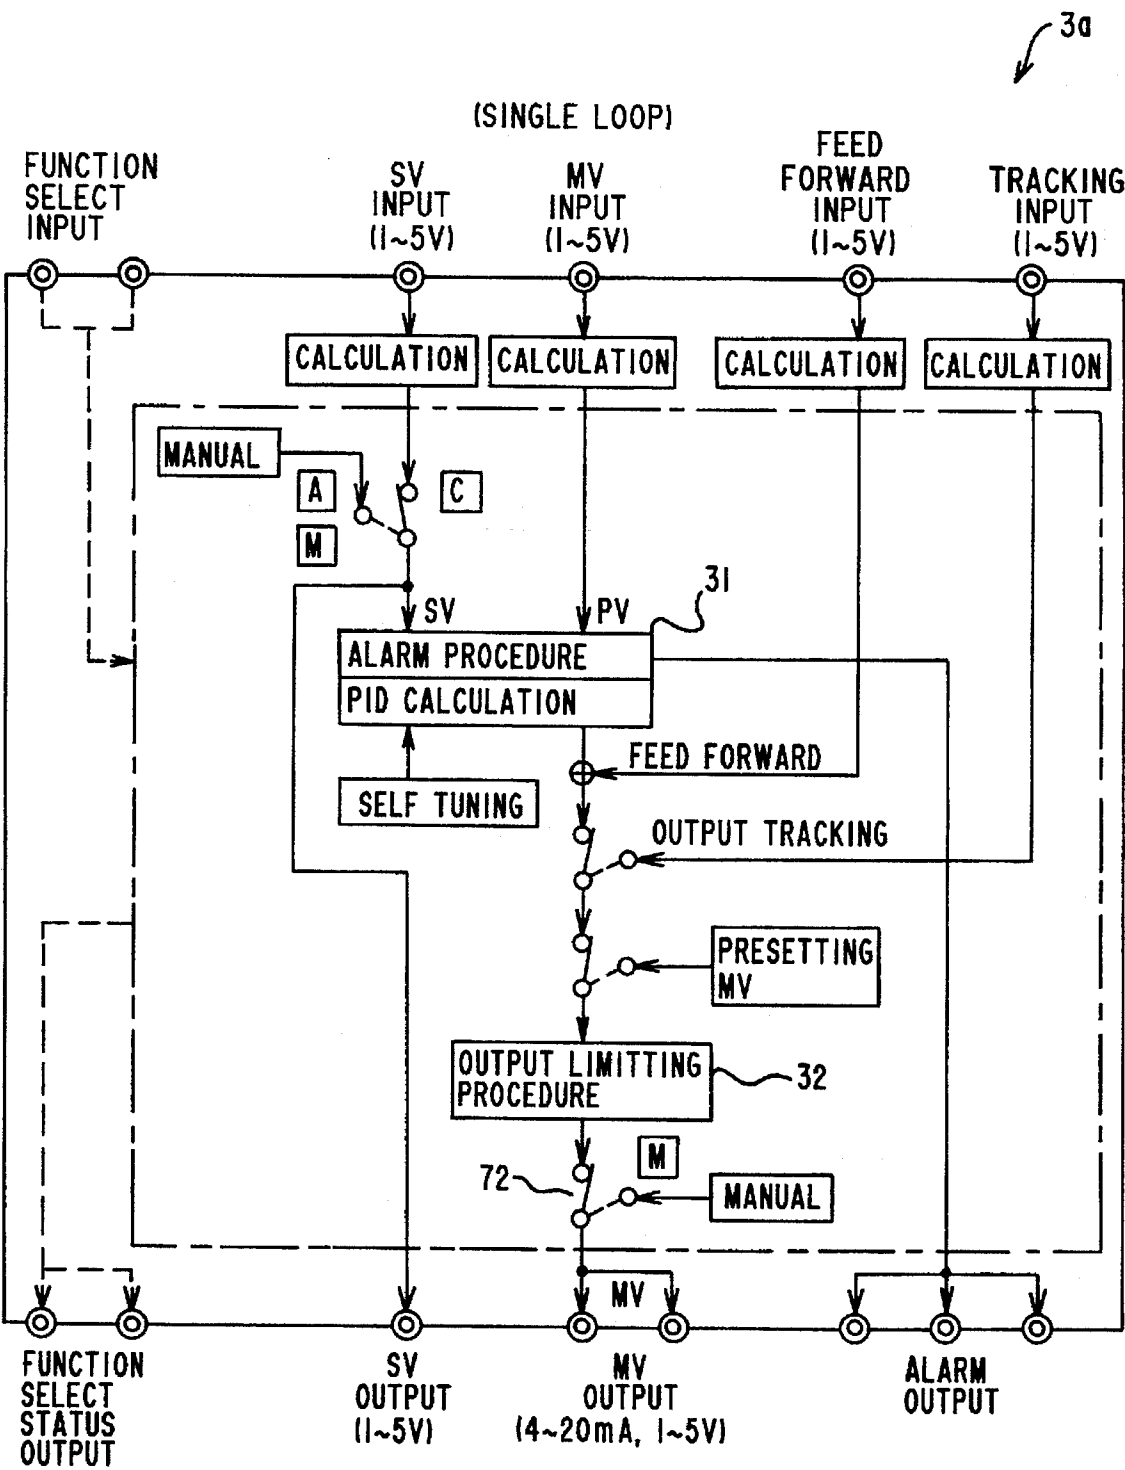 3a
(SINGLE LOOP)
FUNCTION
SELECT
INPUT
SV
INPUT
(1~5V)
MV
INPUT
(1~5V)
FEED
FORWARD
INPUT
(1~5V)
TRACKING
INPUT
(1~5V)
CALCULATION
CALCULATION
CALCULATION
CALCULATION
MANUAL
A
C
M
SV
PV
31
ALARM PROCEDURE
PID CALCULATION
FEED FORWARD
SELF TUNING
OUTPUT TRACKING
PRESETTING
MV
OUTPUT LIMITTING
PROCEDURE
32
M
72
MANUAL
MV
FUNCTION
SELECT
STATUS
OUTPUT
SV
OUTPUT
(1~5V)
MV
OUTPUT
(4~20mA, 1~5V)
ALARM
OUTPUT